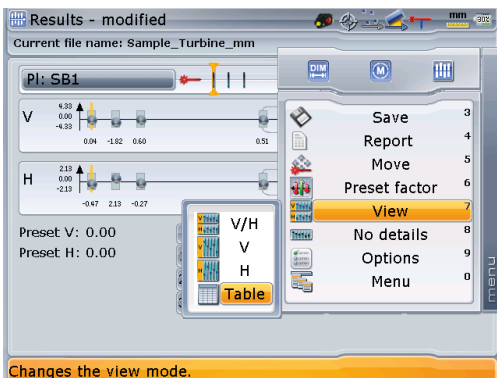 Results - modified
mm
30%
Current file name: Sample_Turbine_mm
Pl: SB1
V
4.33
0.00
-4.33
0.04 -1.82 0.60 0.51
H
2.13
0.00
-2.13
-0.47 2.13 -0.27
Preset V: 0.00
Preset H: 0.00
V/H
V
H
Table
DIM
M
Save 3
Report 4
Move 5
Preset factor 6
View 7
No details 8
Options 9
Menu 0
menu
Changes the view mode.